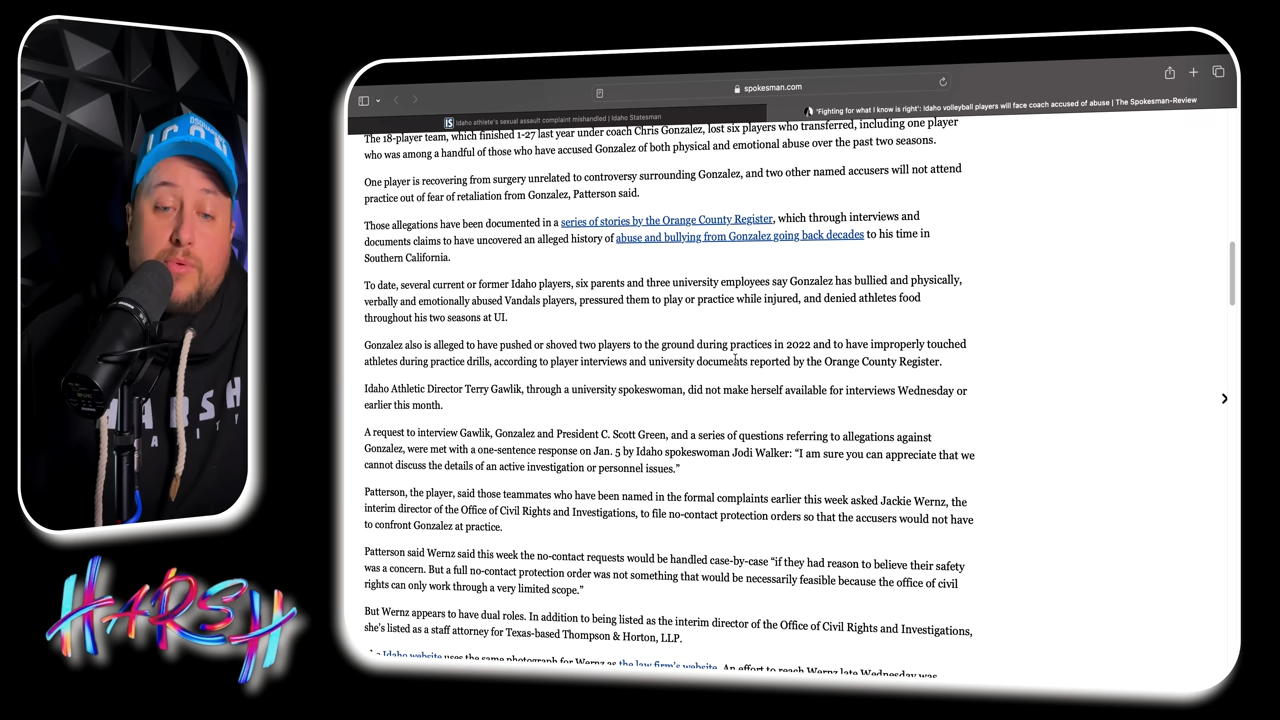 spokesman.com
Idaho athlete's sexual assault complaint mishandled | Idaho Statesman
'Fighting for what I know is right': Idaho volleyball players will face coach accused of abuse | The Spokesman-Review
The 18-player team, which finished 1-27 last year under coach Chris Gonzalez, lost six players who transferred, including one player
who was among a handful of those who have accused Gonzalez of both physical and emotional abuse over the past two seasons.
One player is recovering from surgery unrelated to controversy surrounding Gonzalez, and two other named accusers will not attend
practice out of fear of retaliation from Gonzalez, Patterson said.
Those allegations have been documented in a series of stories by the Orange County Register, which through interviews and
documents claims to have uncovered an alleged history of abuse and bullying from Gonzalez going back decades to his time in
Southern California.
To date, several current or former Idaho players, six parents and three university employees say Gonzalez has bullied and physically,
verbally and emotionally abused Vandals players, pressured them to play or practice while injured, and denied athletes food
throughout his two seasons at UI.
Gonzalez also is alleged to have pushed or shoved two players to the ground during practices in 2022 and to have improperly touched
athletes during practice drills, according to player interviews and university documents reported by the Orange County Register.
Idaho Athletic Director Terry Gawlik, through a university spokeswoman, did not make herself available for interviews Wednesday or
earlier this month.
A request to interview Gawlik, Gonzalez and President C. Scott Green, and a series of questions referring to allegations against
Gonzalez, were met with a one-sentence response on Jan. 5 by Idaho spokeswoman Jodi Walker: “I am sure you can appreciate that we
cannot discuss the details of an active investigation or personnel issues.”
Patterson, the player, said those teammates who have been named in the formal complaints earlier this week asked Jackie Wernz, the
interim director of the Office of Civil Rights and Investigations, to file no-contact protection orders so that the accusers would not have
to confront Gonzalez at practice.
Patterson said Wernz said this week the no-contact requests would be handled case-by-case “if they had reason to believe their safety
was a concern. But a full no-contact protection order was not something that would be necessarily feasible because the office of civil
rights can only work through a very limited scope.”
But Wernz appears to have dual roles. In addition to being listed as the interim director of the Office of Civil Rights and Investigations,
she's listed as a staff attorney for Texas-based Thompson & Horton, LLP.
Idaho website uses the same photograph for Wernz as the law firm's website. An effort to reach Wernz late Wednesday was
HARSH